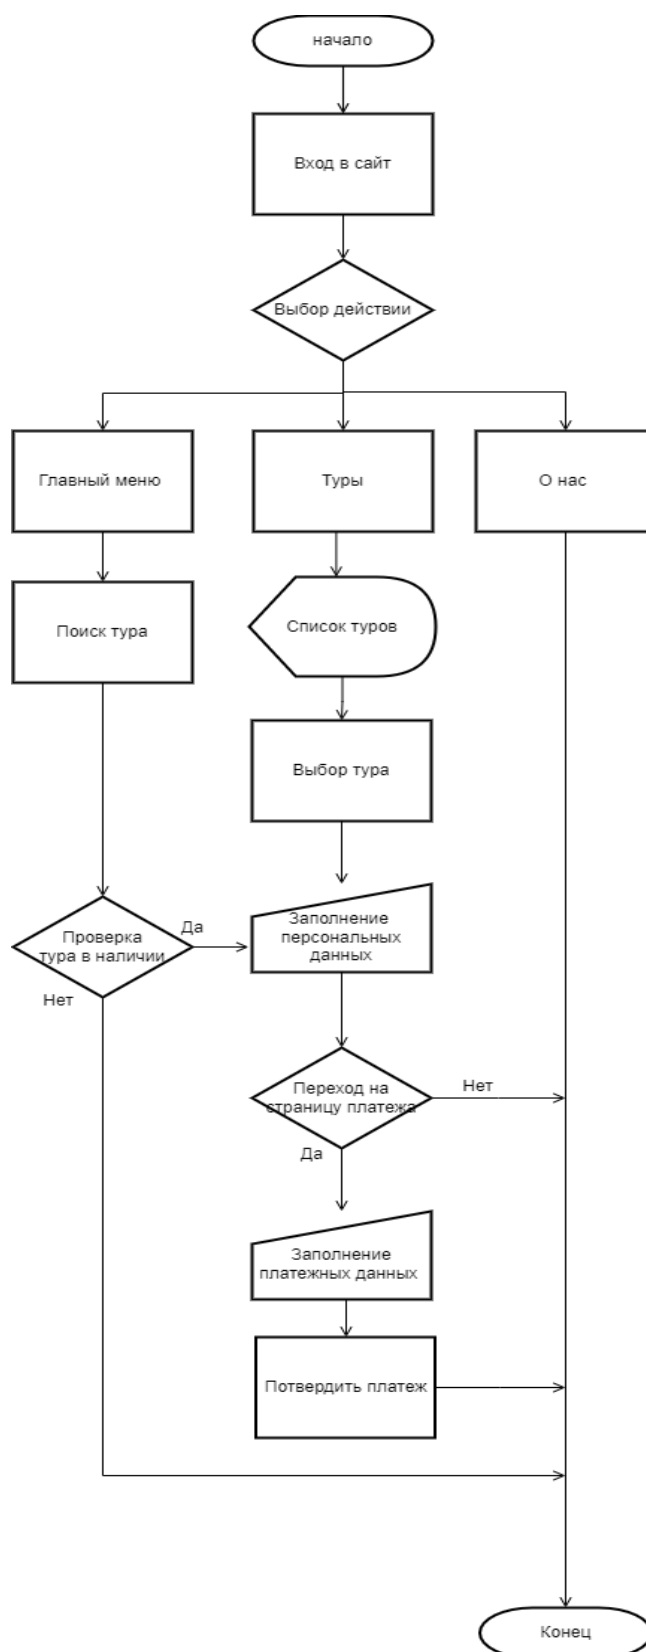 начало
Вход в сайт
Выбор действии
Главный меню
Туры
О нас
Поиск тура
Список туров
Выбор тура
Проверка
тура в наличии
Да
Нет
Заполнение
персональных
данных
Переход на
страницу платежа
Нет
Да
Заполнение
платежных данных
Потвердить платеж
Конец